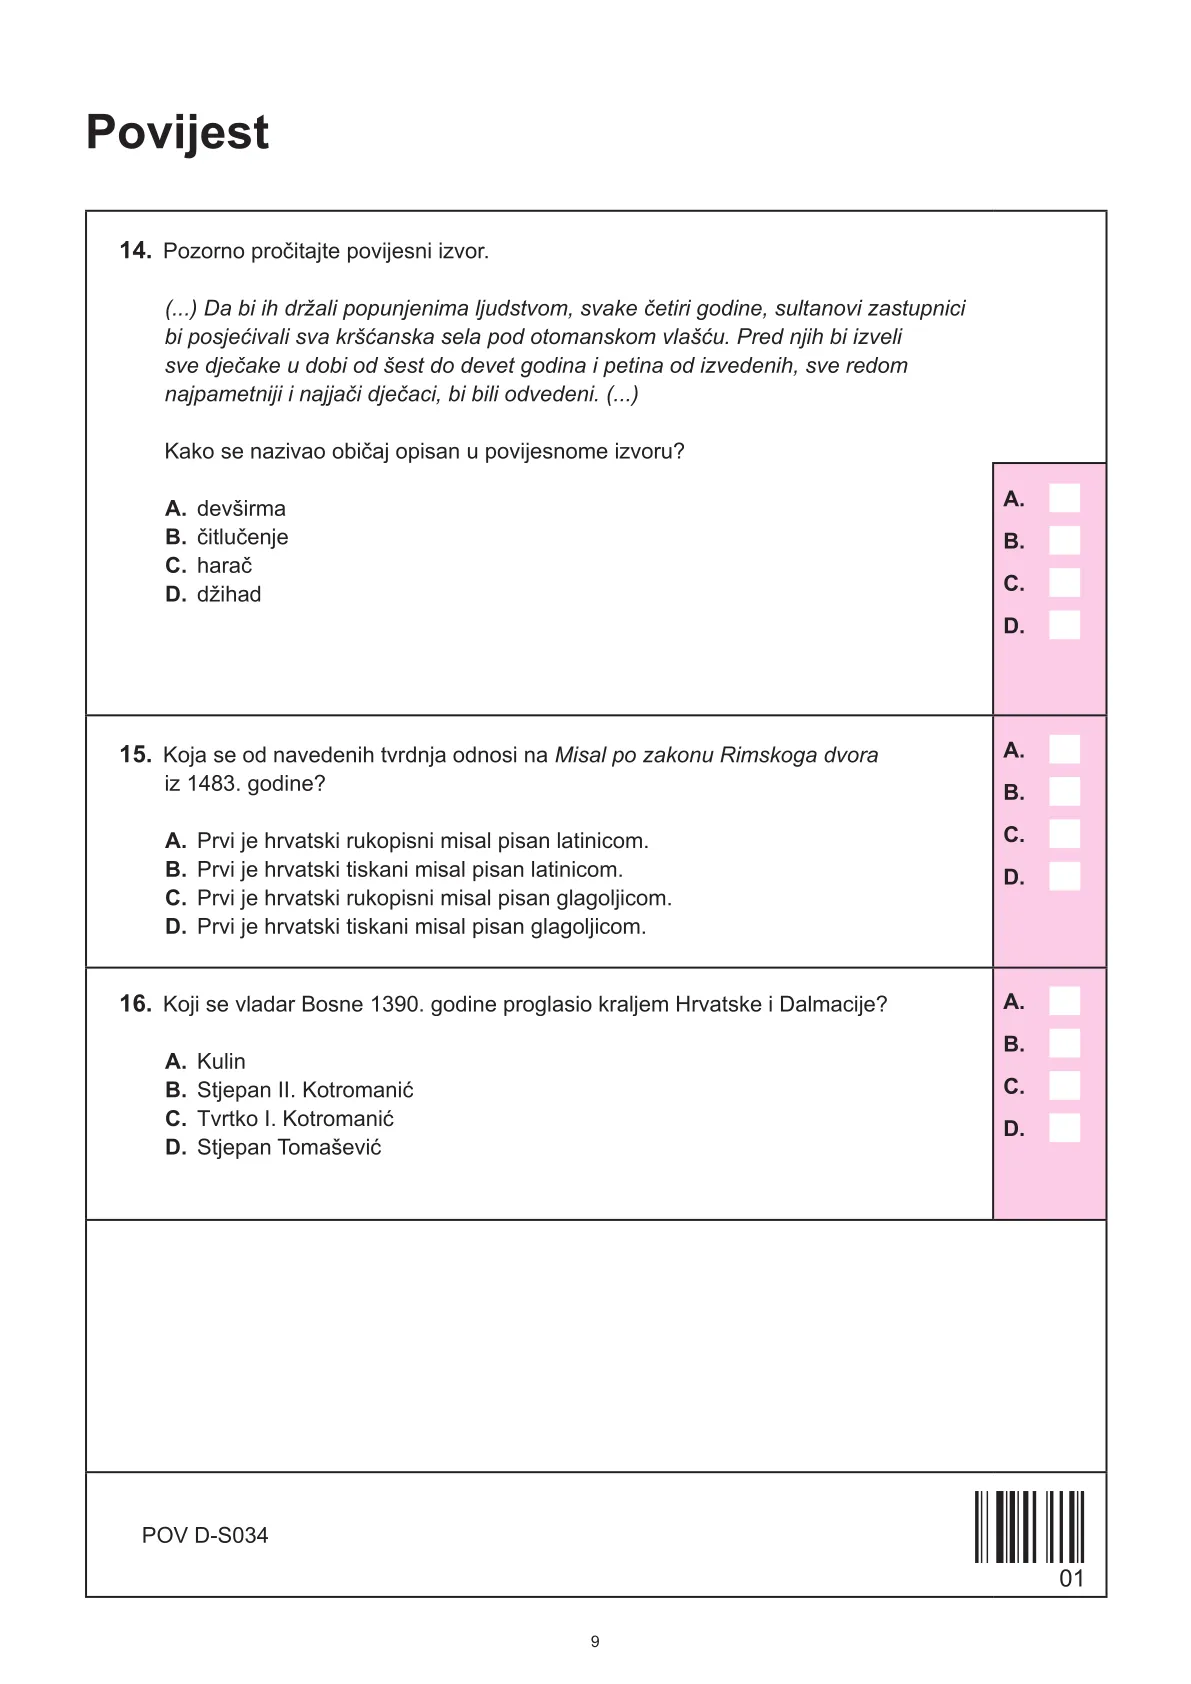 Povijest
14. Pozorno pročitajte povijesni izvor.
(...) Da bi ih držali popunjenima ljudstvom, svake četiri godine, sultanovi zastupnici
bi posjećivali sva kršćanska sela pod otomanskom vlašću. Pred njih bi izveli
sve dječake u dobi od šest do devet godina i petina od izvedenih, sve redom
najpametniji i najjači dječaci, bi bili odvedeni. (...)
Kako se nazivao običaj opisan u povijesnome izvoru?
A. devširma
B. čitlučenje
C. harač
D. džihad
A.
B.
C.
D.
15. Koja se od navedenih tvrdnja odnosi na Misal po zakonu Rimskoga dvora
iz 1483. godine?
A. Prvi je hrvatski rukopisni misal pisan latinicom.
B. Prvi je hrvatski tiskani misal pisan latinicom.
C. Prvi je hrvatski rukopisni misal pisan glagoljicom.
D. Prvi je hrvatski tiskani misal pisan glagoljicom.
A.
B.
C.
D.
16. Koji se vladar Bosne 1390. godine proglasio kraljem Hrvatske i Dalmacije?
A. Kulin
B. Stjepan II. Kotromanić
C. Tvrtko I. Kotromanić
D. Stjepan Tomašević
A.
B.
C.
D.
POV D-S034
01
9